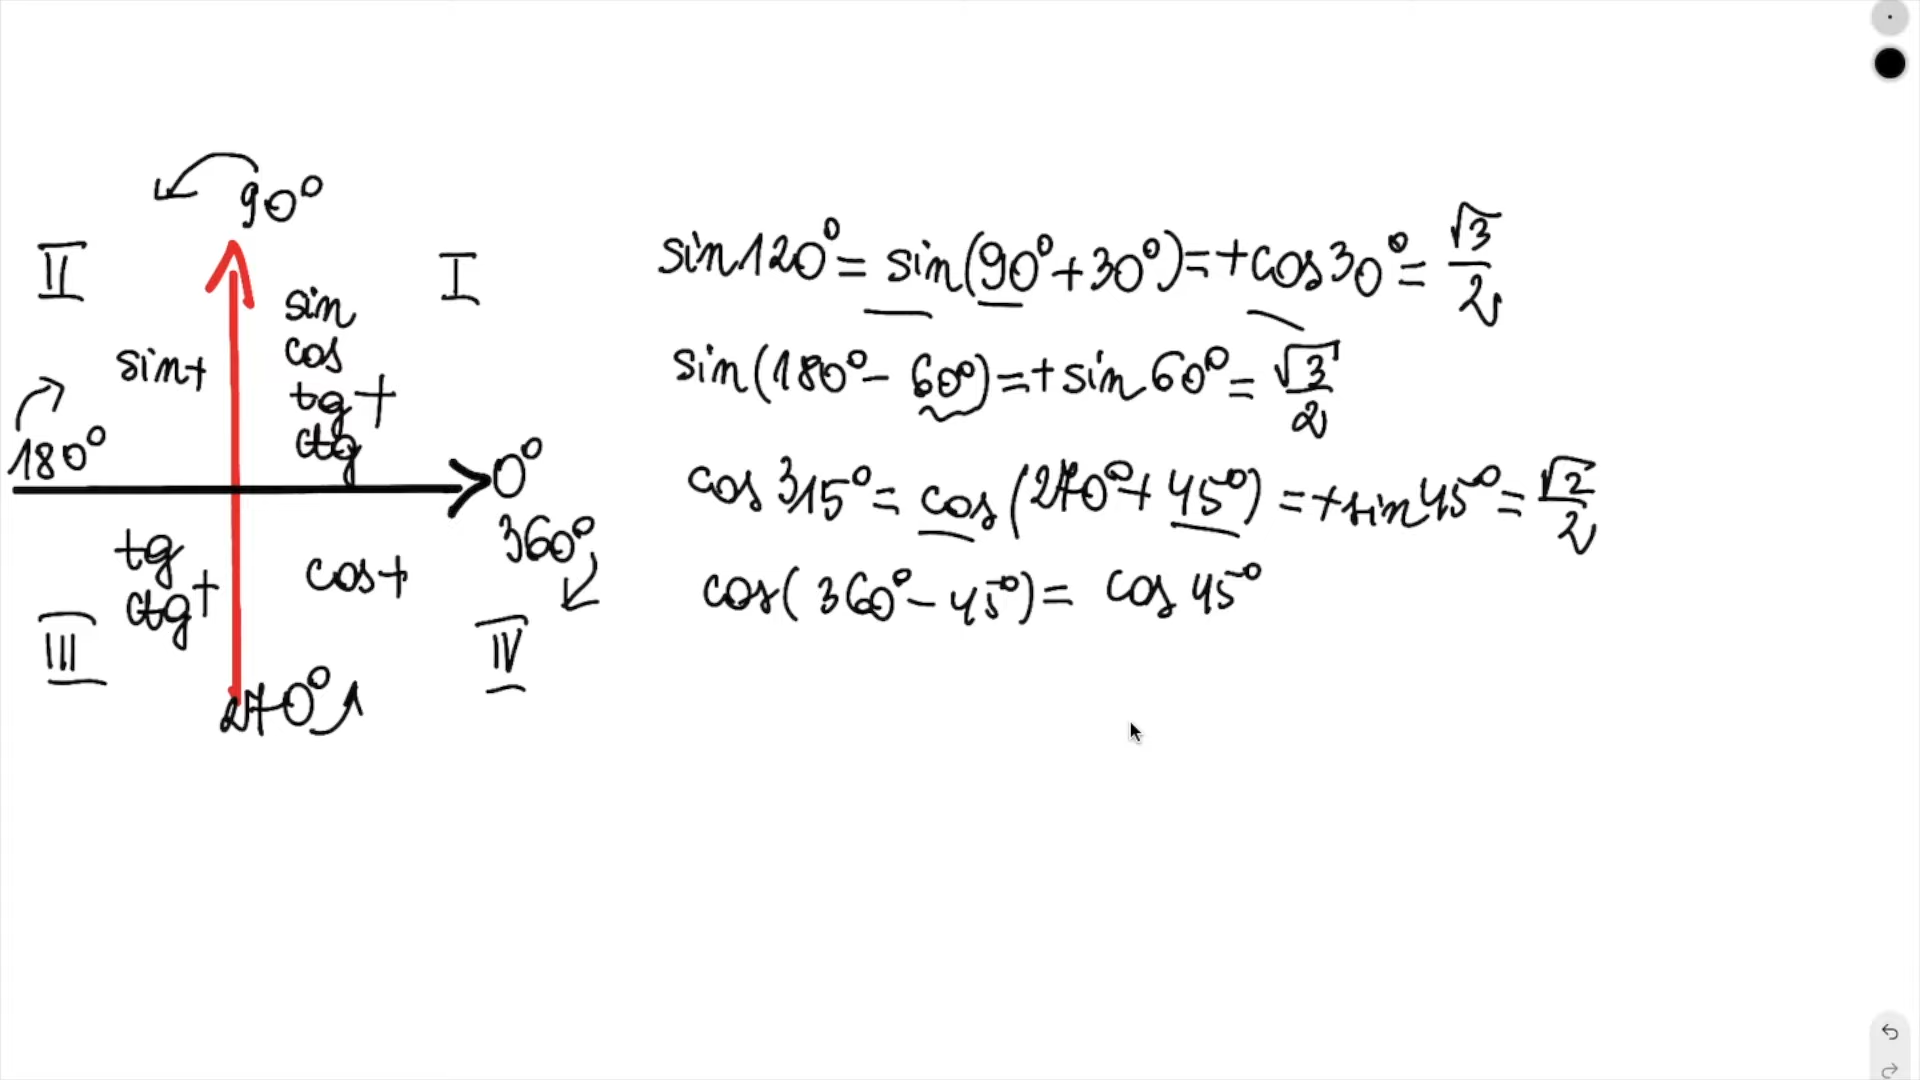 90°
II
I
sin
cos
tg +
ctg
sin+
180°
0°
360°
tg
ctg+
cos+
III
IV
270°
sin120° = sin(90°+30°)=+cos30°= √3/2
sin(180°- 60°)=+sin60°= √3/2
cos315°= cos(270°+ 45°) =+sin45°= √2/2
cos(360°-45°)= cos45°